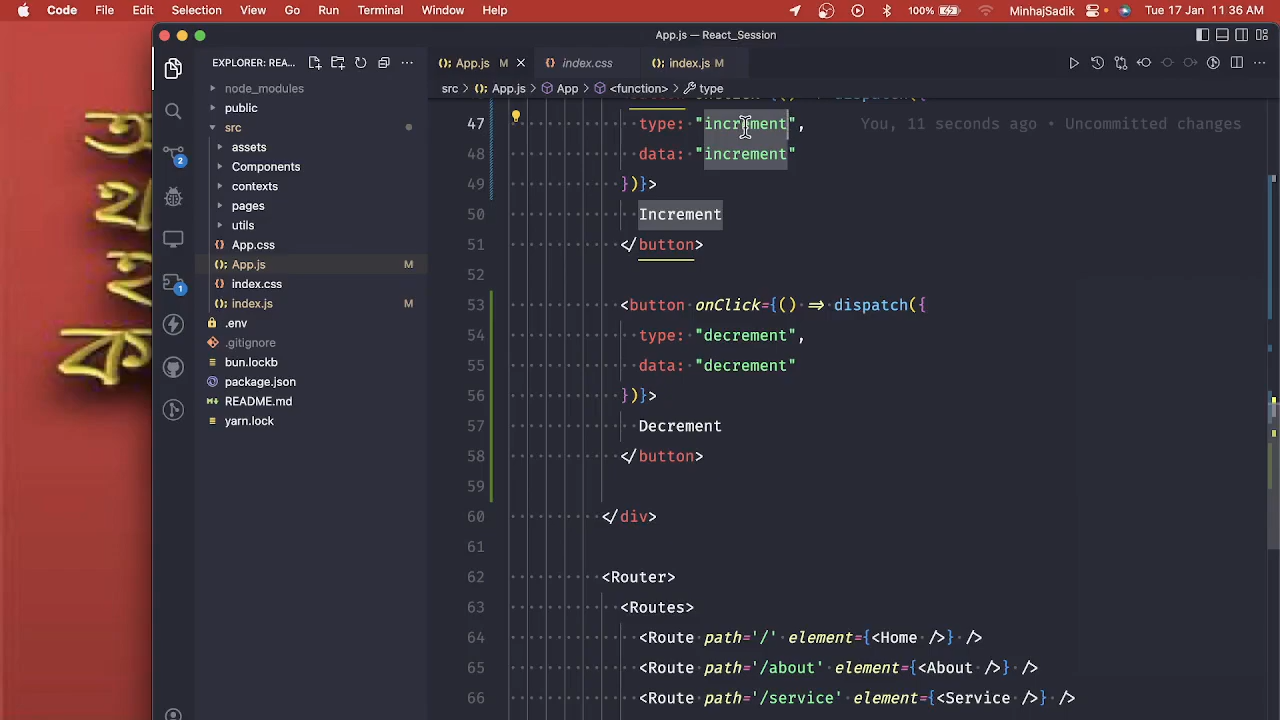 Code File Edit Selection View Go Run Terminal Window Help 100% MinhajSadik Tue 17 Jan 11:36 AM
App.js — React_Session
EXPLORER: REA...
App.js M
index.css
index.js M
src > App.js > App > <function> > type
node_modules
public
src
assets
Components
contexts
pages
utils
App.css
App.js M
index.css
index.js M
.env
.gitignore
bun.lockb
package.json
README.md
yarn.lock
2
1
47 type: "increment", You, 11 seconds ago • Uncommitted changes
48 data: "increment"
49 })}>
50 Increment
51 </button>
52
53 <button onClick={() => dispatch({
54 type: "decrement",
55 data: "decrement"
56 })}>
57 Decrement
58 </button>
59
60 </div>
61
62 <Router>
63 <Routes>
64 <Route path='/' element={<Home />} />
65 <Route path='/about' element={<About />} />
66 <Route path='/service' element={<Service />} />
অ
খ
ক